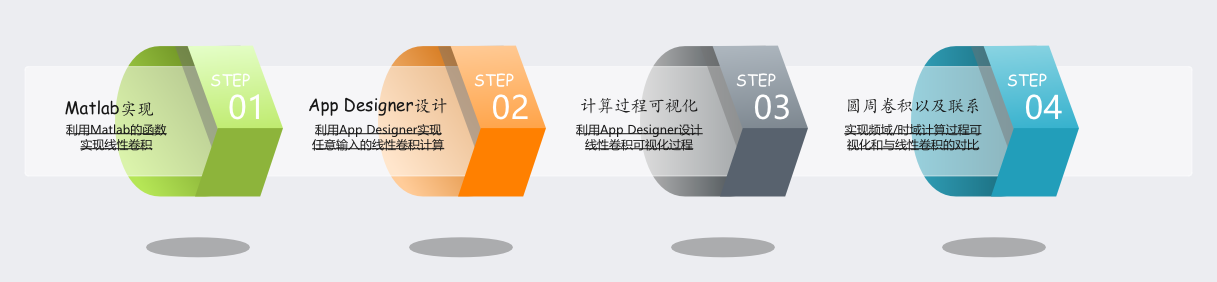 STEP
01
Matlab实现
利用Matlab的函数
实现线性卷积
STEP
02
App Designer设计
利用App Designer实现
任意输入的线性卷积计算
STEP
03
计算过程可视化
利用App Designer设计
线性卷积可视化过程
STEP
04
圆周卷积以及联系
实现频域/时域计算过程可
视化和与线性卷积的对比